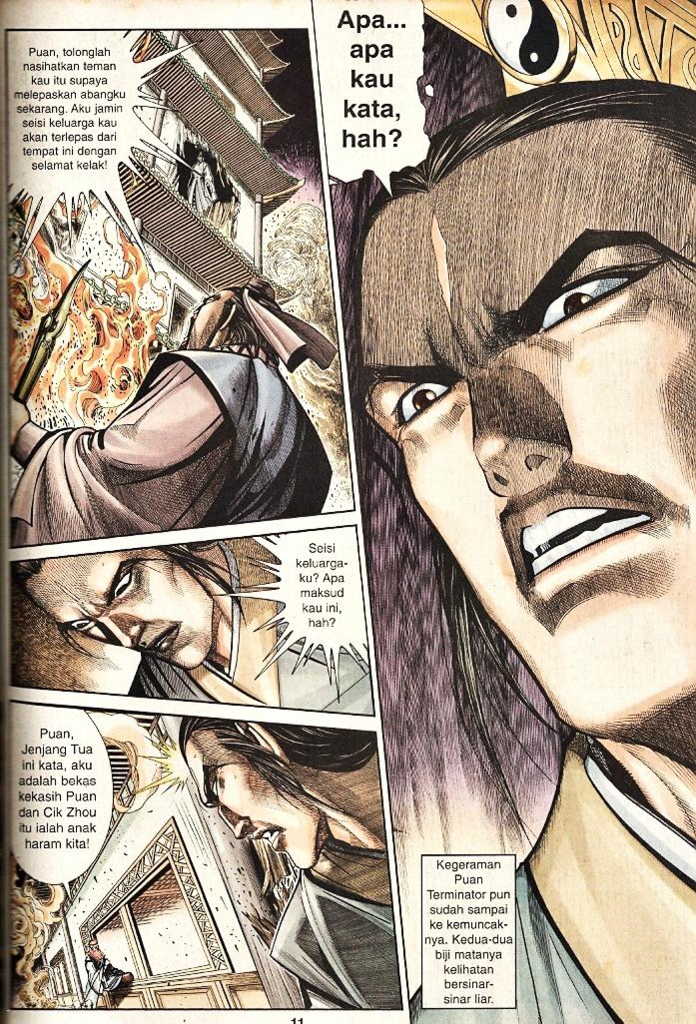 Puan, tolonglah
nasihatkan teman
kau itu supaya
melepaskan abangku
sekarang. Aku jamin
seisi keluarga kau
akan terlepas dari
tempat ini dengan
selamat kelak!
Apa...
apa
kau
kata,
hah?
Seisi
keluarga-
ku? Apa
maksud
kau ini,
hah?
Puan,
Jenjang Tua
ini kata, aku
adalah bekas
kekasih Puan
dan Cik Zhou
itu ialah anak
haram kita!
Kegeraman
Puan
Terminator pun
sudah sampai
ke kemuncak-
nya. Kedua-dua
biji matanya
kelihatan
bersinar-
sinar liar.
11